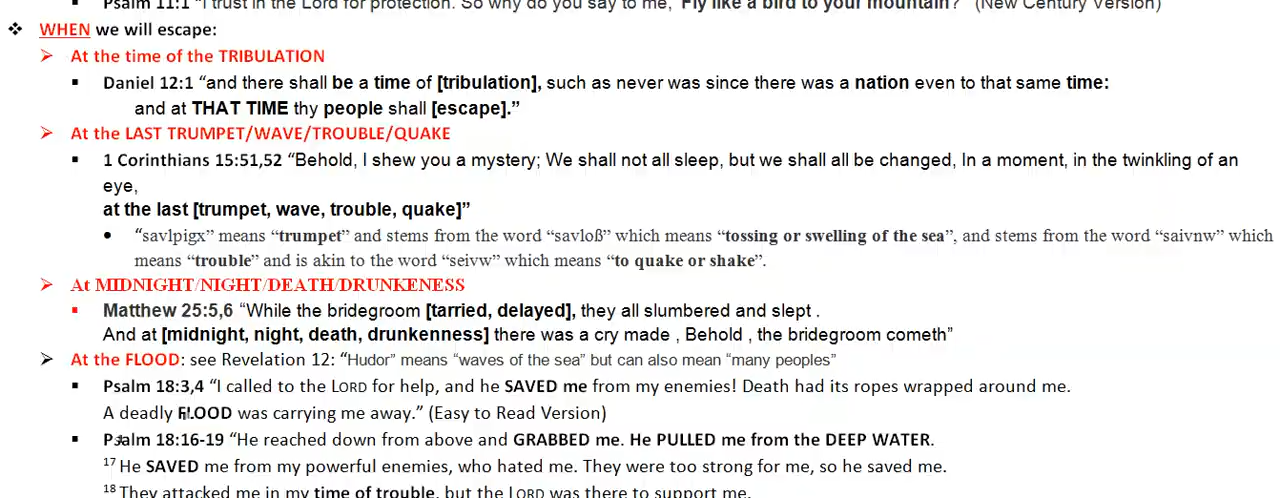 ▪ Psalm 11:1 “I trust in the Lord for protection. So why do you say to me, ‘Fly like a bird to your mountain? ” (New Century Version)
❖ WHEN we will escape:
➢ At the time of the TRIBULATION
▪ Daniel 12:1 “and there shall be a time of [tribulation], such as never was since there was a nation even to that same time:
and at THAT TIME thy people shall [escape].”
➢ At the LAST TRUMPET/WAVE/TROUBLE/QUAKE
▪ 1 Corinthians 15:51,52 “Behold, I shew you a mystery; We shall not all sleep, but we shall all be changed, In a moment, in the twinkling of an
eye,
at the last [trumpet, wave, trouble, quake]”
• “savlpigx” means “trumpet” and stems from the word “savloß” which means “tossing or swelling of the sea”, and stems from the word “saivnw” which
means “trouble” and is akin to the word “seivw” which means “to quake or shake”.
➢ At MIDNIGHT/NIGHT/DEATH/DRUNKENESS
▪ Matthew 25:5,6 “While the bridegroom [tarried, delayed], they all slumbered and slept .
And at [midnight, night, death, drunkenness] there was a cry made , Behold , the bridegroom cometh”
➢ At the FLOOD: see Revelation 12: “Hudor” means “waves of the sea” but can also mean “many peoples”
▪ Psalm 18:3,4 “I called to the LORD for help, and he SAVED me from my enemies! Death had its ropes wrapped around me.
A deadly FLOOD was carrying me away.” (Easy to Read Version)
▪ Psalm 18:16-19 “He reached down from above and GRABBED me. He PULLED me from the DEEP WATER.
17 He SAVED me from my powerful enemies, who hated me. They were too strong for me, so he saved me.
18 They attacked me in my time of trouble, but the LORD was there to support me.